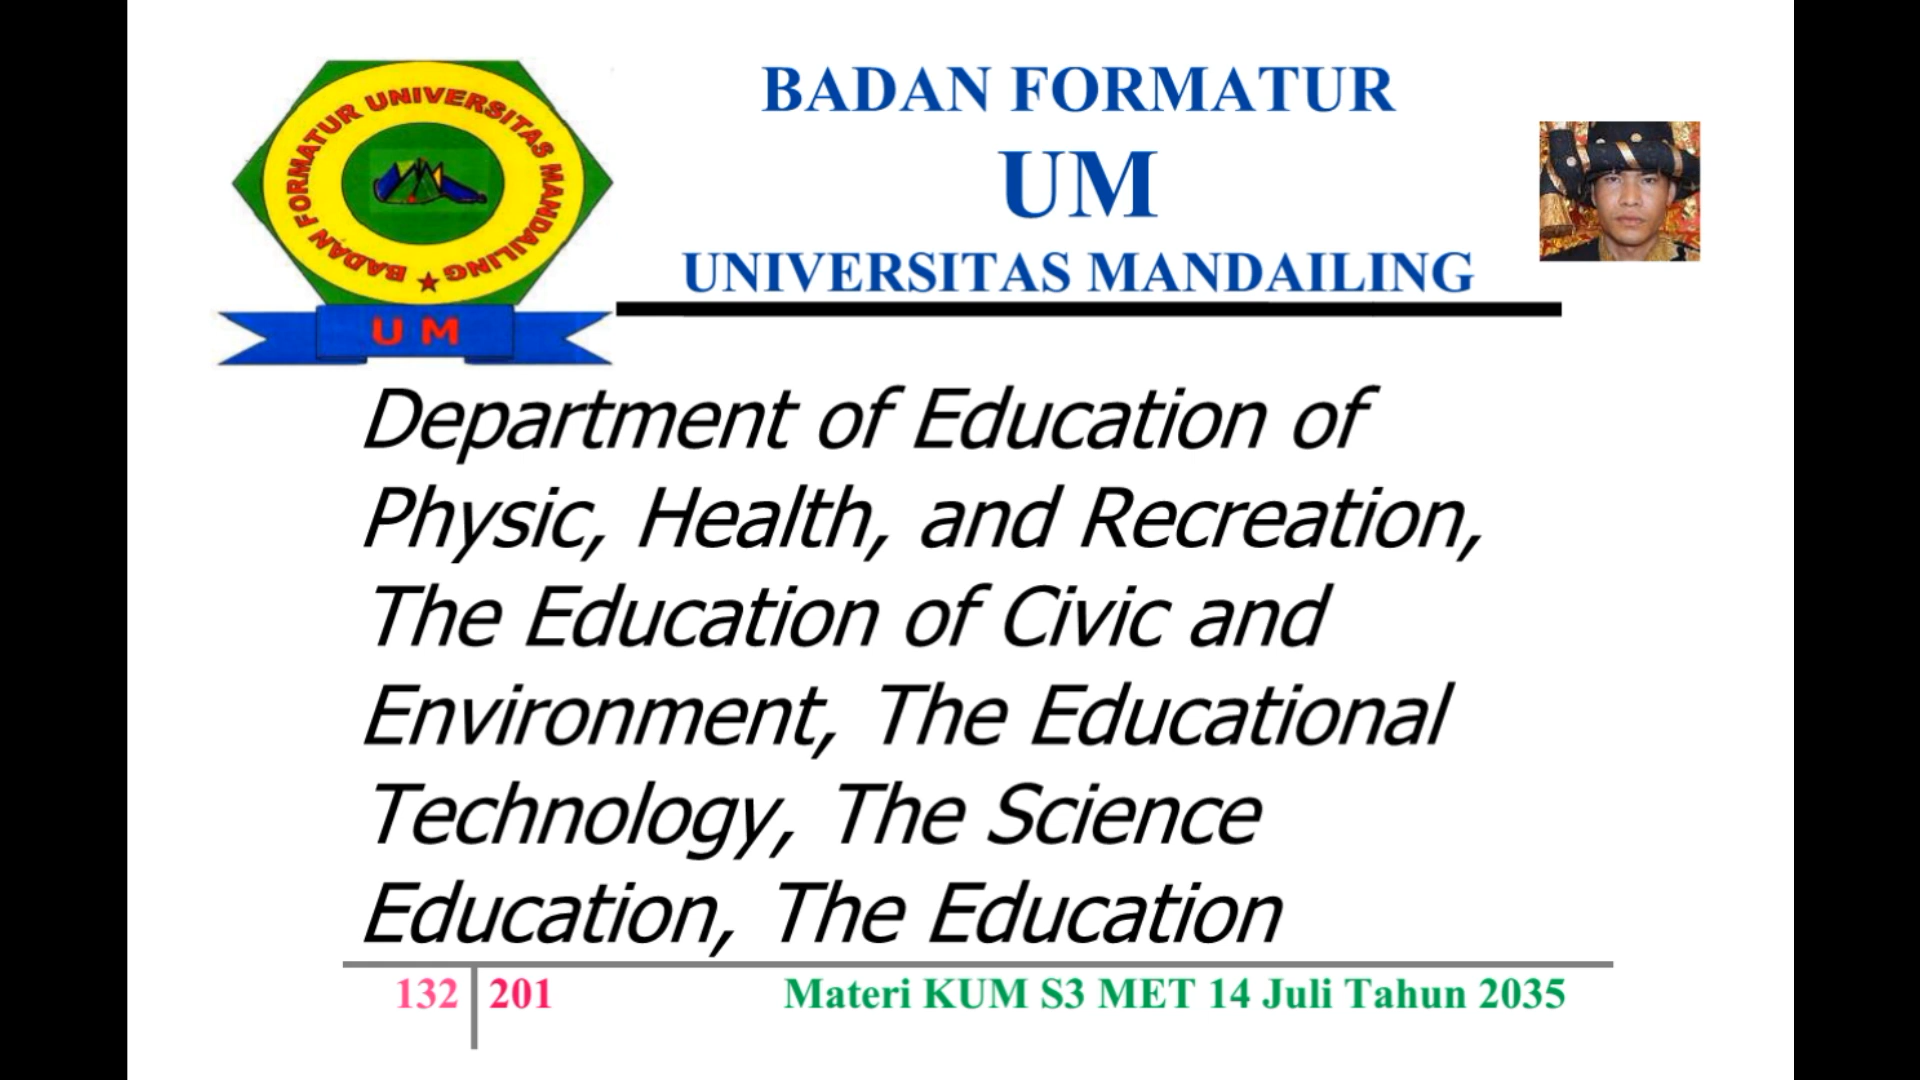 BADAN FORMATUR UNIVERSITAS MANDAILING
U M
BADAN FORMATUR
UM
UNIVERSITAS MANDAILING
Department of Education of
Physic, Health, and Recreation,
The Education of Civic and
Environment, The Educational
Technology, The Science
Education, The Education
132 201 Materi KUM S3 MET 14 Juli Tahun 2035